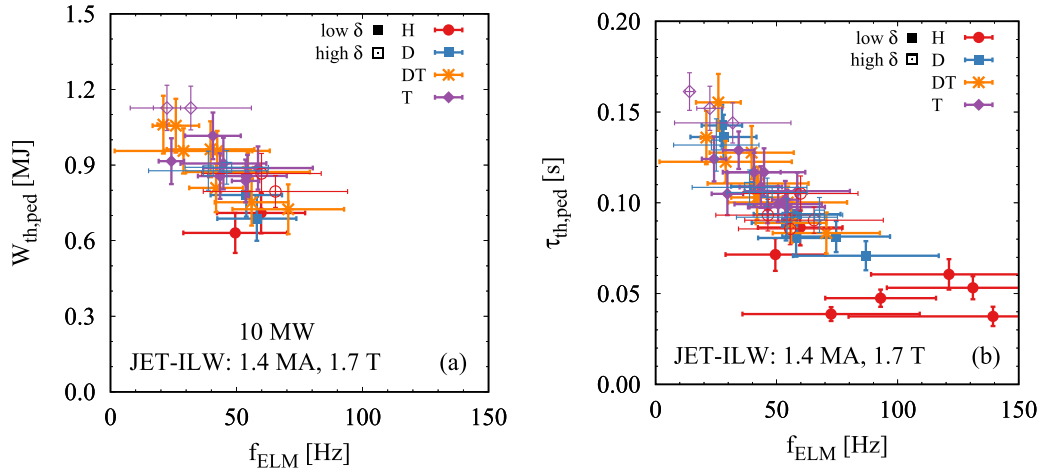 1.5
1.2
0.9
0.6
0.3
0.0
W_th,ped [MJ]
low δ
high δ
H
D
DT
T
10 MW
JET-ILW: 1.4 MA, 1.7 T
(a)
0
50
100
150
f_ELM [Hz]
0.20
0.15
0.10
0.05
0.00
τ_th,ped [s]
low δ
high δ
H
D
DT
T
JET-ILW: 1.4 MA, 1.7 T
(b)
0
50
100
150
f_ELM [Hz]